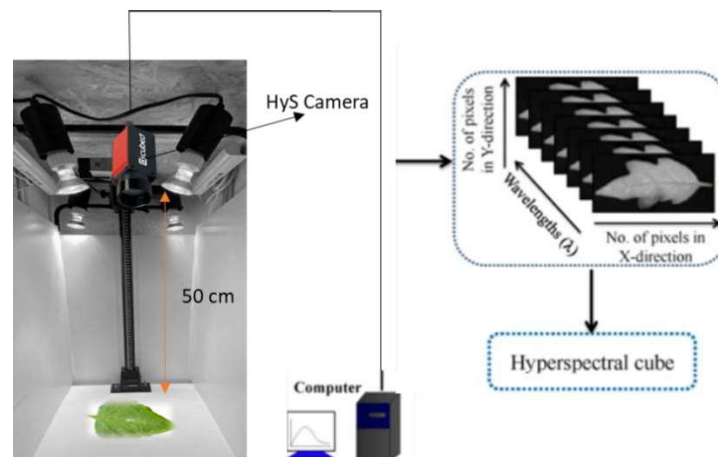 HyS Camera
50 cm
Computer
No. of pixels
in Y-direction
Wavelengths (λ)
No. of pixels in
X-direction
Hyperspectral cube